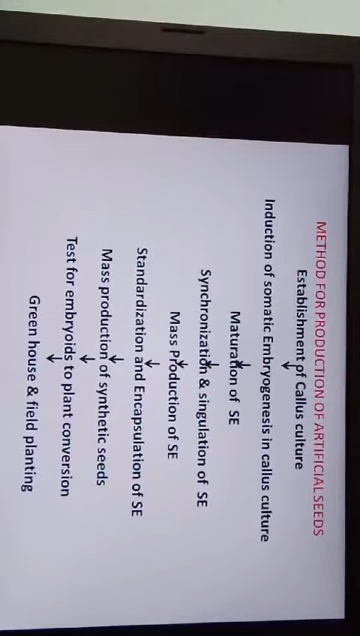 METHOD FOR PRODUCTION OF ARTIFICIAL SEEDS
Establishment of Callus culture
↓
Induction of somatic Embryogenesis in callus culture
↓
Maturation of SE
↓
Synchronization & singulation of SE
↓
Mass Production of SE
↓
Standardization and Encapsulation of SE
↓
Mass production of synthetic seeds
↓
Test for embryoids to plant conversion
↓
Green house & field planting